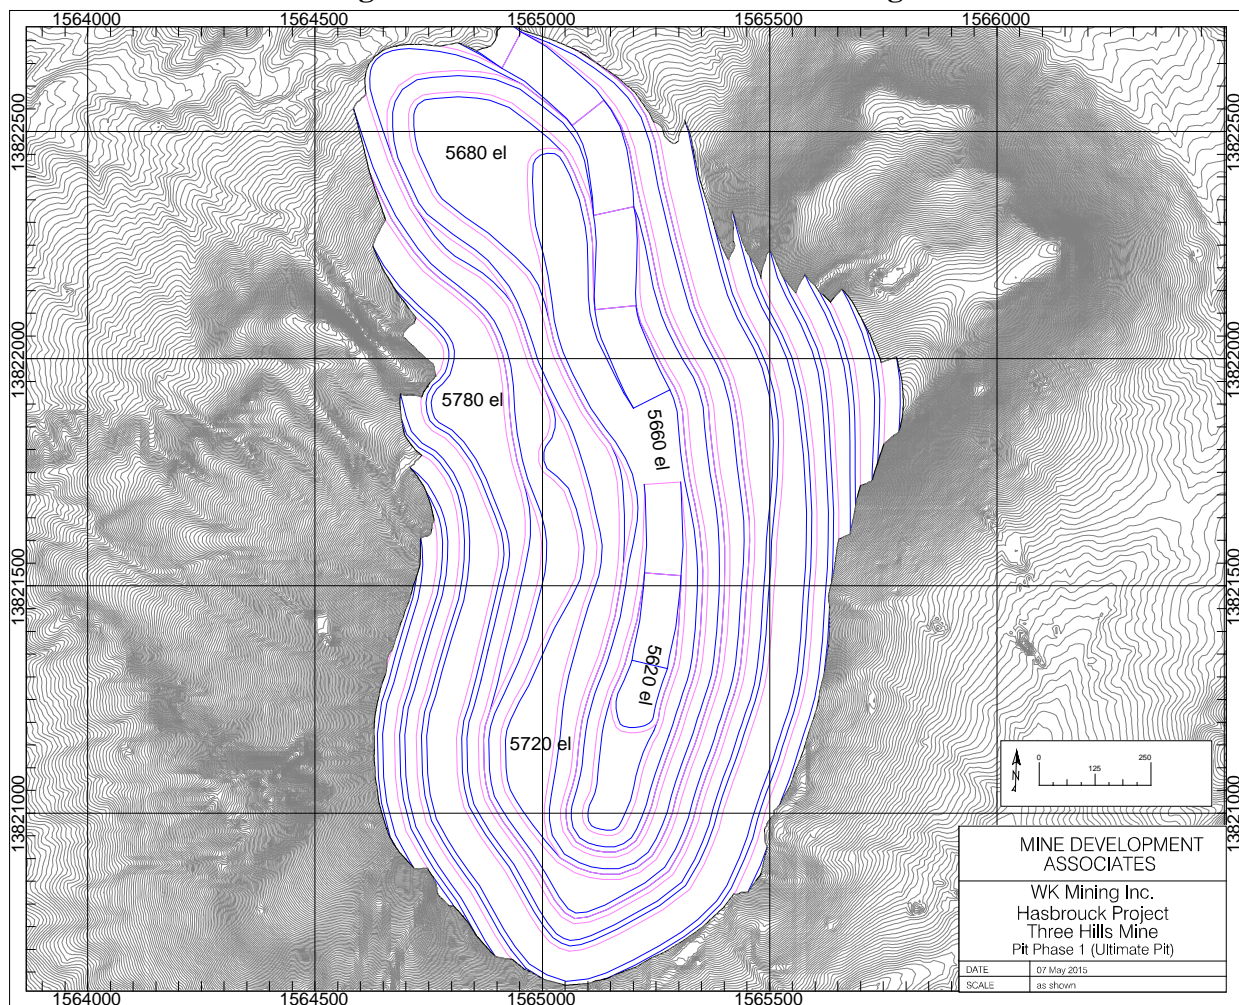 1564000 1564500 1565000 1565500 1566000
13822500 13822500
5680 el
13822000 13822000
5780 el
5660 el
13821500 13821500
5620 el
5720 el
0 250
125
N
13821000 13821000
MINE DEVELOPMENT
ASSOCIATES
WK Mining Inc.
Hasbrouck Project
Three Hills Mine
Pit Phase 1 (Ultimate Pit)
DATE 07 May 2015
SCALE as shown
1564000 1564500 1565000 1565500 1566000